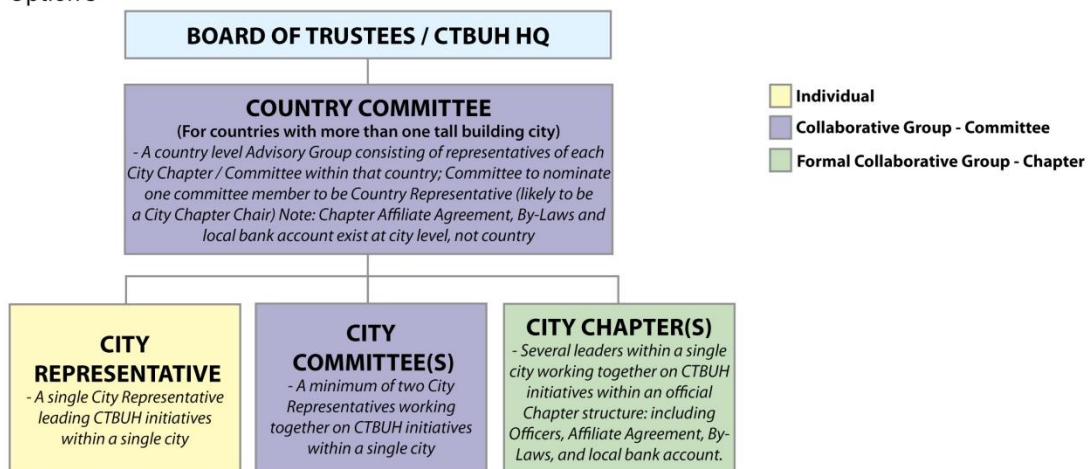 BOARD OF TRUSTEES / CTBUH HQ
COUNTRY COMMITTEE
(For countries with more than one tall building city)
- A country level Advisory Group consisting of representatives of each
City Chapter / Committee within that country; Committee to nominate
one committee member to be Country Representative (likely to be
a City Chapter Chair) Note: Chapter Affiliate Agreement, By-Laws and
local bank account exist at city level, not country
Individual
Collaborative Group - Committee
Formal Collaborative Group - Chapter
CITY
REPRESENTATIVE
- A single City Representative
leading CTBUH initiatives
within a single city
CITY
COMMITTEE(S)
- A minimum of two City
Representatives working
together on CTBUH initiatives
within a single city
CITY CHAPTER(S)
- Several leaders within a single
city working together on CTBUH
initiatives within an official
Chapter structure: including
Officers, Affiliate Agreement, By-
Laws, and local bank account.